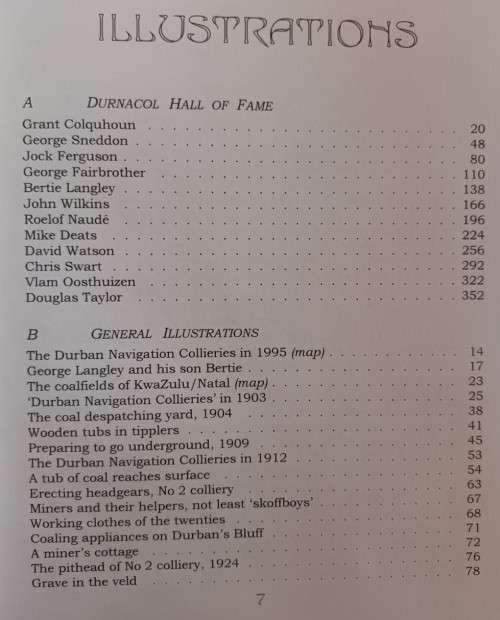 ILLUSTRATIONS
A DURNACOL HALL OF FAME
Grant Colquhoun . . . . . . . . . . . . . . . . . . . . . . . . 20
George Sneddon . . . . . . . . . . . . . . . . . . . . . . . . 48
Jock Ferguson . . . . . . . . . . . . . . . . . . . . . . . . 80
George Fairbrother . . . . . . . . . . . . . . . . . . . . . . . . 110
Bertie Langley . . . . . . . . . . . . . . . . . . . . . . . . 138
John Wilkins . . . . . . . . . . . . . . . . . . . . . . . . 166
Roelof Naudé . . . . . . . . . . . . . . . . . . . . . . . . 196
Mike Deats . . . . . . . . . . . . . . . . . . . . . . . . 224
David Watson . . . . . . . . . . . . . . . . . . . . . . . . 256
Chris Swart . . . . . . . . . . . . . . . . . . . . . . . . 292
Vlam Oosthuizen . . . . . . . . . . . . . . . . . . . . . . . . 322
Douglas Taylor . . . . . . . . . . . . . . . . . . . . . . . . 352
B GENERAL ILLUSTRATIONS
The Durban Navigation Collieries in 1995 (map) . . . . . . . . . . 14
George Langley and his son Bertie . . . . . . . . . . . . . . . . 17
The coalfields of KwaZulu/Natal (map) . . . . . . . . . . . . . . 23
‘Durban Navigation Collieries’ in 1903 . . . . . . . . . . . . . . 25
The coal despatching yard, 1904 . . . . . . . . . . . . . . . . 38
Wooden tubs in tipplers . . . . . . . . . . . . . . . . . . . . 41
Preparing to go underground, 1909 . . . . . . . . . . . . . . . . 45
The Durban Navigation Collieries in 1912 . . . . . . . . . . . . . 53
A tub of coal reaches surface . . . . . . . . . . . . . . . . . . 54
Erecting headgears, No 2 colliery . . . . . . . . . . . . . . . . 63
Miners and their helpers, not least ‘skoffboys’ . . . . . . . . . . . 67
Working clothes of the twenties . . . . . . . . . . . . . . . . . 68
Coaling appliances on Durban’s Bluff . . . . . . . . . . . . . . . 71
A miner’s cottage . . . . . . . . . . . . . . . . . . . . . . . 72
The pithead of No 2 colliery, 1924 . . . . . . . . . . . . . . . . 76
Grave in the veld . . . . . . . . . . . . . . . . . . . . . . . 78
7